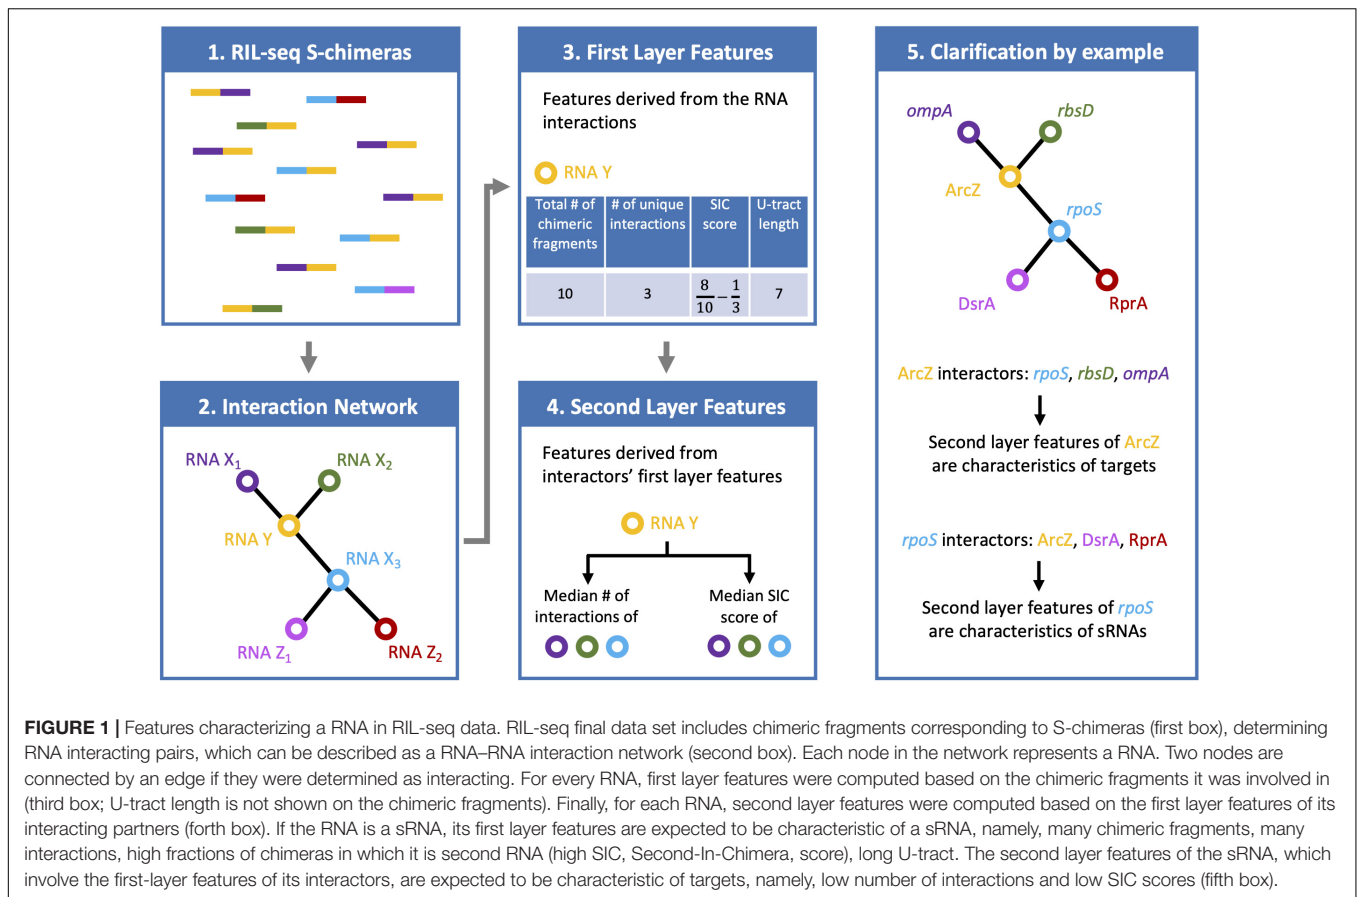 1. RIL-seq S-chimeras
2. Interaction Network
RNA X₁
RNA X₂
RNA Y
RNA X₃
RNA Z₁
RNA Z₂
3. First Layer Features
Features derived from the RNA
interactions
RNA Y
Total # of
chimeric
fragments
# of unique
interactions
SIC
score
U-tract
length
10
3
8/10 − 1/3
7
4. Second Layer Features
Features derived from
interactors’ first layer features
RNA Y
Median # of
interactions of
Median SIC
score of
5. Clarification by example
ompA
rbsD
ArcZ
rpoS
DsrA
RprA
ArcZ interactors: rpoS, rbsD, ompA
Second layer features of ArcZ
are characteristics of targets
rpoS interactors: ArcZ, DsrA, RprA
Second layer features of rpoS
are characteristics of sRNAs
FIGURE 1 | Features characterizing a RNA in RIL-seq data. RIL-seq final data set includes chimeric fragments corresponding to S-chimeras (first box), determining
RNA interacting pairs, which can be described as a RNA–RNA interaction network (second box). Each node in the network represents a RNA. Two nodes are
connected by an edge if they were determined as interacting. For every RNA, first layer features were computed based on the chimeric fragments it was involved in
(third box; U-tract length is not shown on the chimeric fragments). Finally, for each RNA, second layer features were computed based on the first layer features of its
interacting partners (forth box). If the RNA is a sRNA, its first layer features are expected to be characteristic of a sRNA, namely, many chimeric fragments, many
interactions, high fractions of chimeras in which it is second RNA (high SIC, Second-In-Chimera, score), long U-tract. The second layer features of the sRNA, which
involve the first-layer features of its interactors, are expected to be characteristic of targets, namely, low number of interactions and low SIC scores (fifth box).